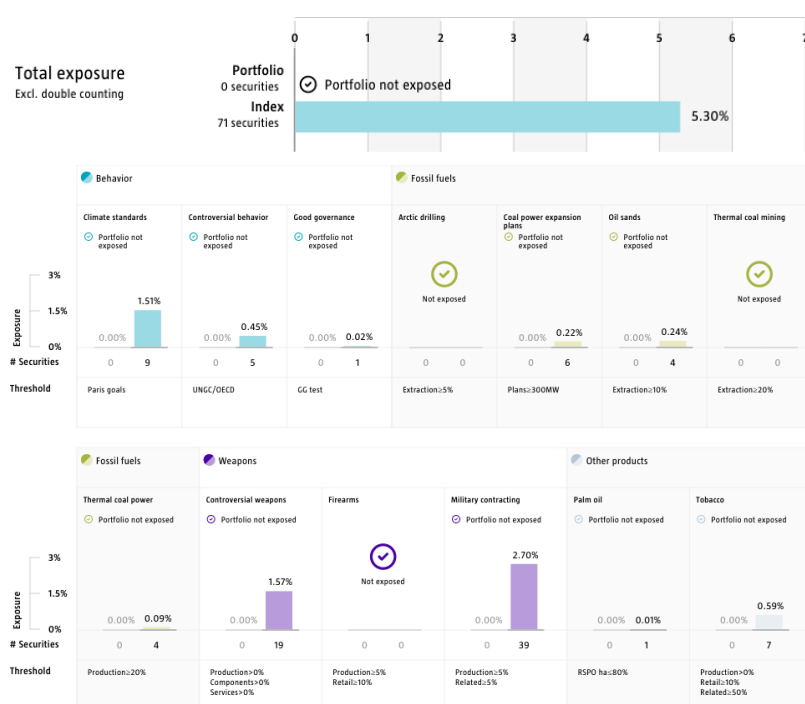 0 1 2 3 4 5 6 7
Total exposure
Excl. double counting
Portfolio
0 securities
Portfolio not exposed
Index
71 securities
5.30%
Behavior
Fossil fuels
Climate standards
Controversial behavior
Good governance
Arctic drilling
Coal power expansion
plans
Oil sands
Thermal coal mining
Portfolio not
exposed
Portfolio not
exposed
Portfolio not
exposed
Portfolio not
exposed
Portfolio not
exposed
Not exposed
Not exposed
Exposure
3%
1.5%
0%
0.00% 1.51%
0.00% 0.45%
0.00% 0.02%
0.00% 0.22%
0.00% 0.24%
# Securities
0 9
0 5
0 1
0 0
0 6
0 4
0 0
Threshold
Paris goals
UNGC/OECD
GG test
Extraction≥5%
Plans≥300MW
Extraction≥10%
Extraction≥20%
Fossil fuels
Weapons
Other products
Thermal coal power
Controversial weapons
Firearms
Military contracting
Palm oil
Tobacco
Portfolio not exposed
Portfolio not exposed
Portfolio not exposed
Portfolio not exposed
Portfolio not exposed
Not exposed
Exposure
3%
1.5%
0%
0.00% 0.09%
0.00% 1.57%
0.00% 2.70%
0.00% 0.01%
0.00% 0.59%
# Securities
0 4
0 19
0 0
0 39
0 1
0 7
Threshold
Production≥20%
Production>0%
Components>0%
Services>0%
Production≥5%
Retail≥10%
Production≥5%
Related≥5%
RSPO ha≤80%
Production>0%
Retail≥10%
Related≥50%